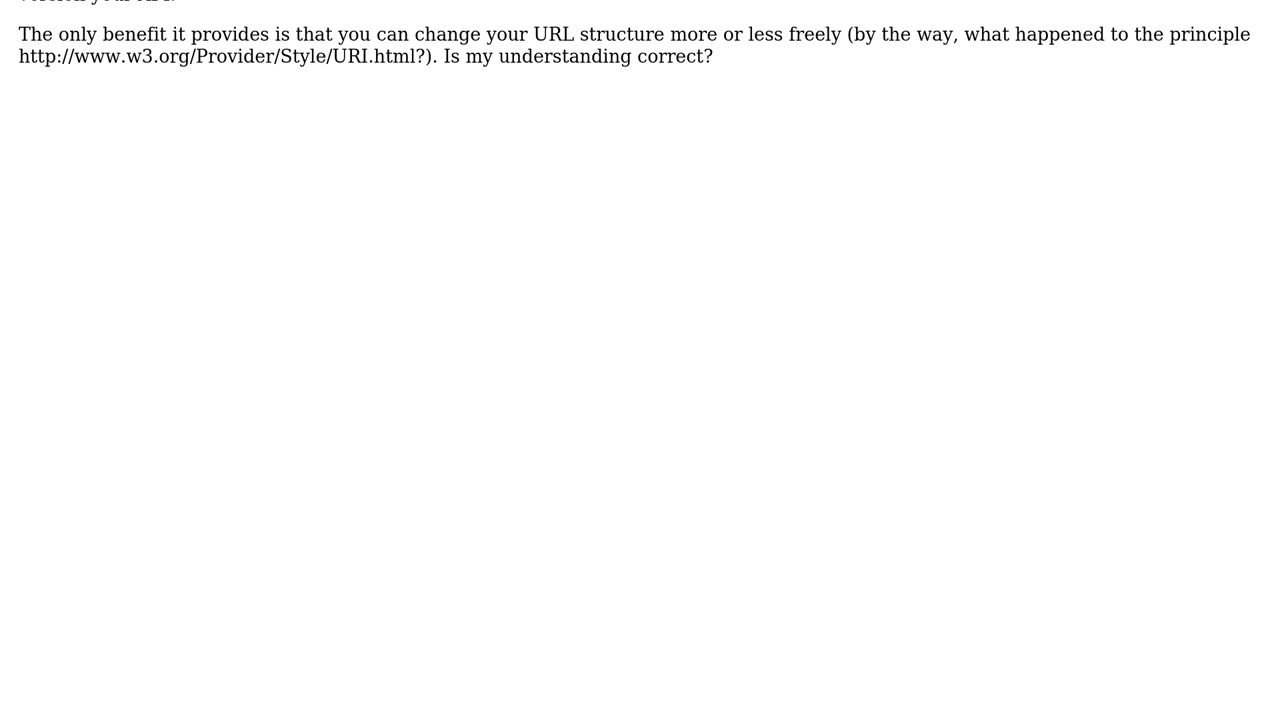 The only benefit it provides is that you can change your URL structure more or less freely (by the way, what happened to the principle
http://www.w3.org/Provider/Style/URI.html?). Is my understanding correct?